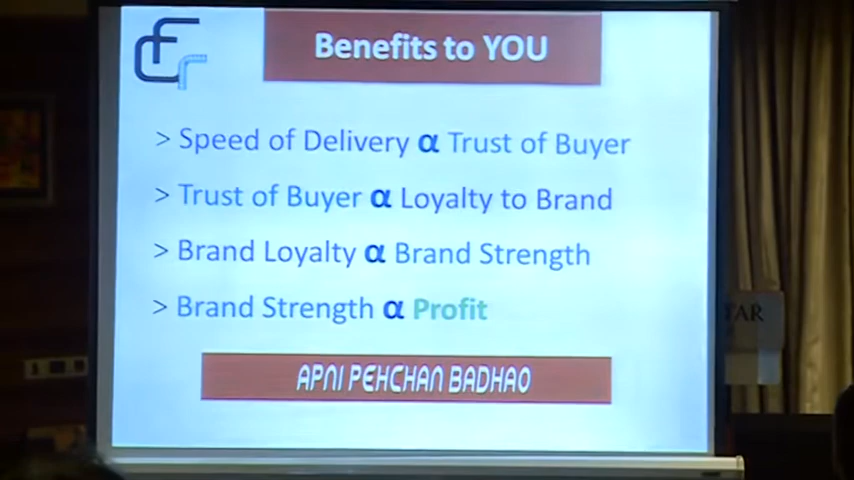 Benefits to YOU
> Speed of Delivery α Trust of Buyer
> Trust of Buyer α Loyalty to Brand
> Brand Loyalty α Brand Strength
> Brand Strength α Profit
APNI PEHCHAN BADHAO
TAR